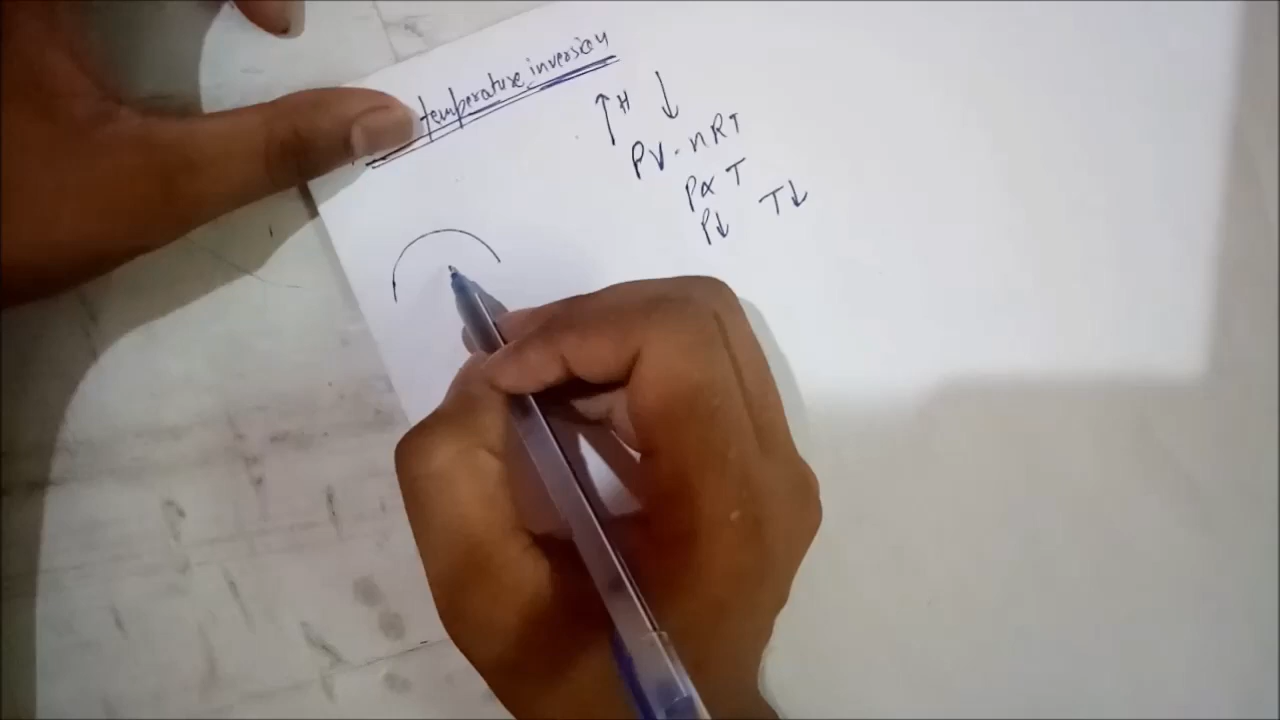 temperature inversion
↑ H ↓
PV = nRT
P∝ T
P↓ T↓